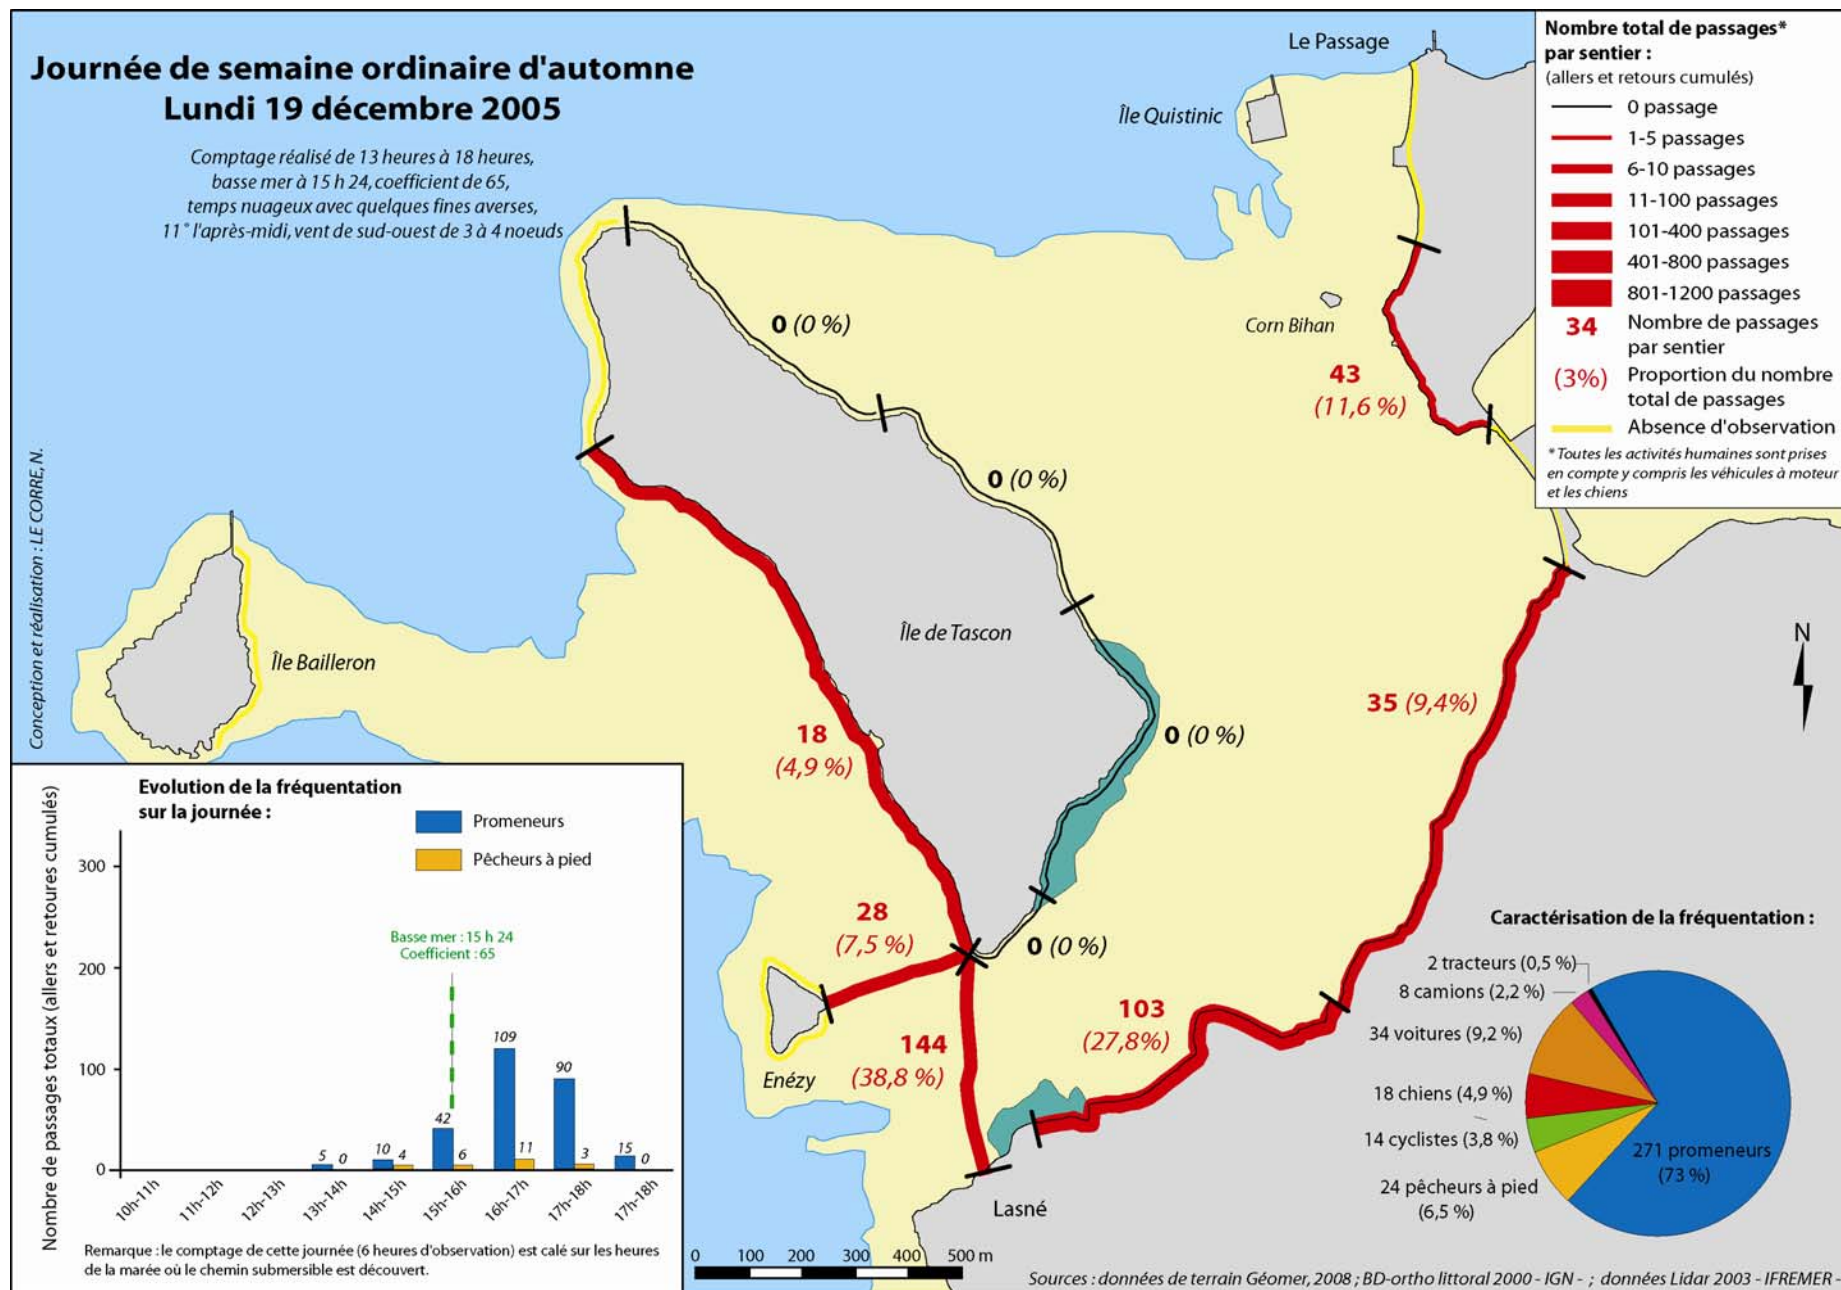 Journée de semaine ordinaire d'automne
Lundi 19 décembre 2005
Comptage réalisé de 13 heures à 18 heures,
basse mer à 15 h 24, coefficient de 65,
temps nuageux avec quelques fines averses,
11° l'après-midi, vent de sud-ouest de 3 à 4 noeuds
Le Passage
Île Quistinic
Corn Bihan
Nombre total de passages*
par sentier :
(allers et retours cumulés)
0 passage
1-5 passages
6-10 passages
11-100 passages
101-400 passages
401-800 passages
801-1200 passages
34 Nombre de passages
par sentier
(3%) Proportion du nombre
total de passages
Absence d'observation
* Toutes les activités humaines sont prises
en compte y compris les véhicules à moteur
et les chiens
0 (0 %)
43
(11,6 %)
0 (0 %)
Conception et réalisation : LE CORRE, N.
Île de Tascon
Île Bailleron
N
35 (9,4%)
18
(4,9 %)
0 (0 %)
28
(7,5 %)
0 (0 %)
103
(27,8%)
144
(38,8 %)
Enézy
Lasné
Evolution de la fréquentation
sur la journée :
Promeneurs
Pêcheurs à pied
Nombre de passages totaux (allers et retoures cumulés)
300
200
100
0
Basse mer : 15 h 24
Coefficient : 65
5 0 10 4 42 6 109 11 90 3 15 0
10h-11h 11h-12h 12h-13h 13h-14h 14h-15h 15h-16h 16h-17h 17h-18h 17h-18h
Remarque : le comptage de cette journée (6 heures d'observation) est calé sur les heures
de la marée où le chemin submersible est découvert.
Caractérisation de la fréquentation :
2 tracteurs (0,5 %)
8 camions (2,2 %)
34 voitures (9,2 %)
18 chiens (4,9 %)
14 cyclistes (3,8 %)
271 promeneurs
(73 %)
24 pêcheurs à pied
(6,5 %)
0 100 200 300 400 500 m
Sources : données de terrain Géomer, 2008 ; BD-ortho littoral 2000 - IGN - ; données Lidar 2003 - IFREMER -